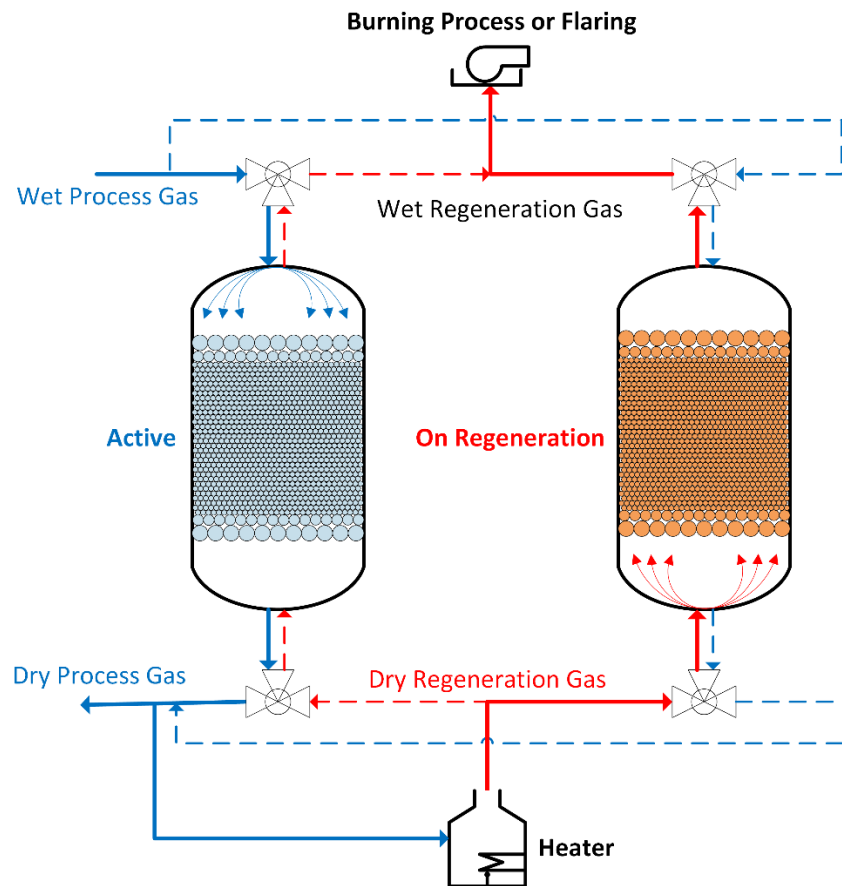 Burning Process or Flaring
Wet Process Gas
Wet Regeneration Gas
Active
On Regeneration
Dry Process Gas
Dry Regeneration Gas
Heater